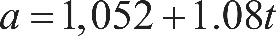 a = 1,052 + 1.08t